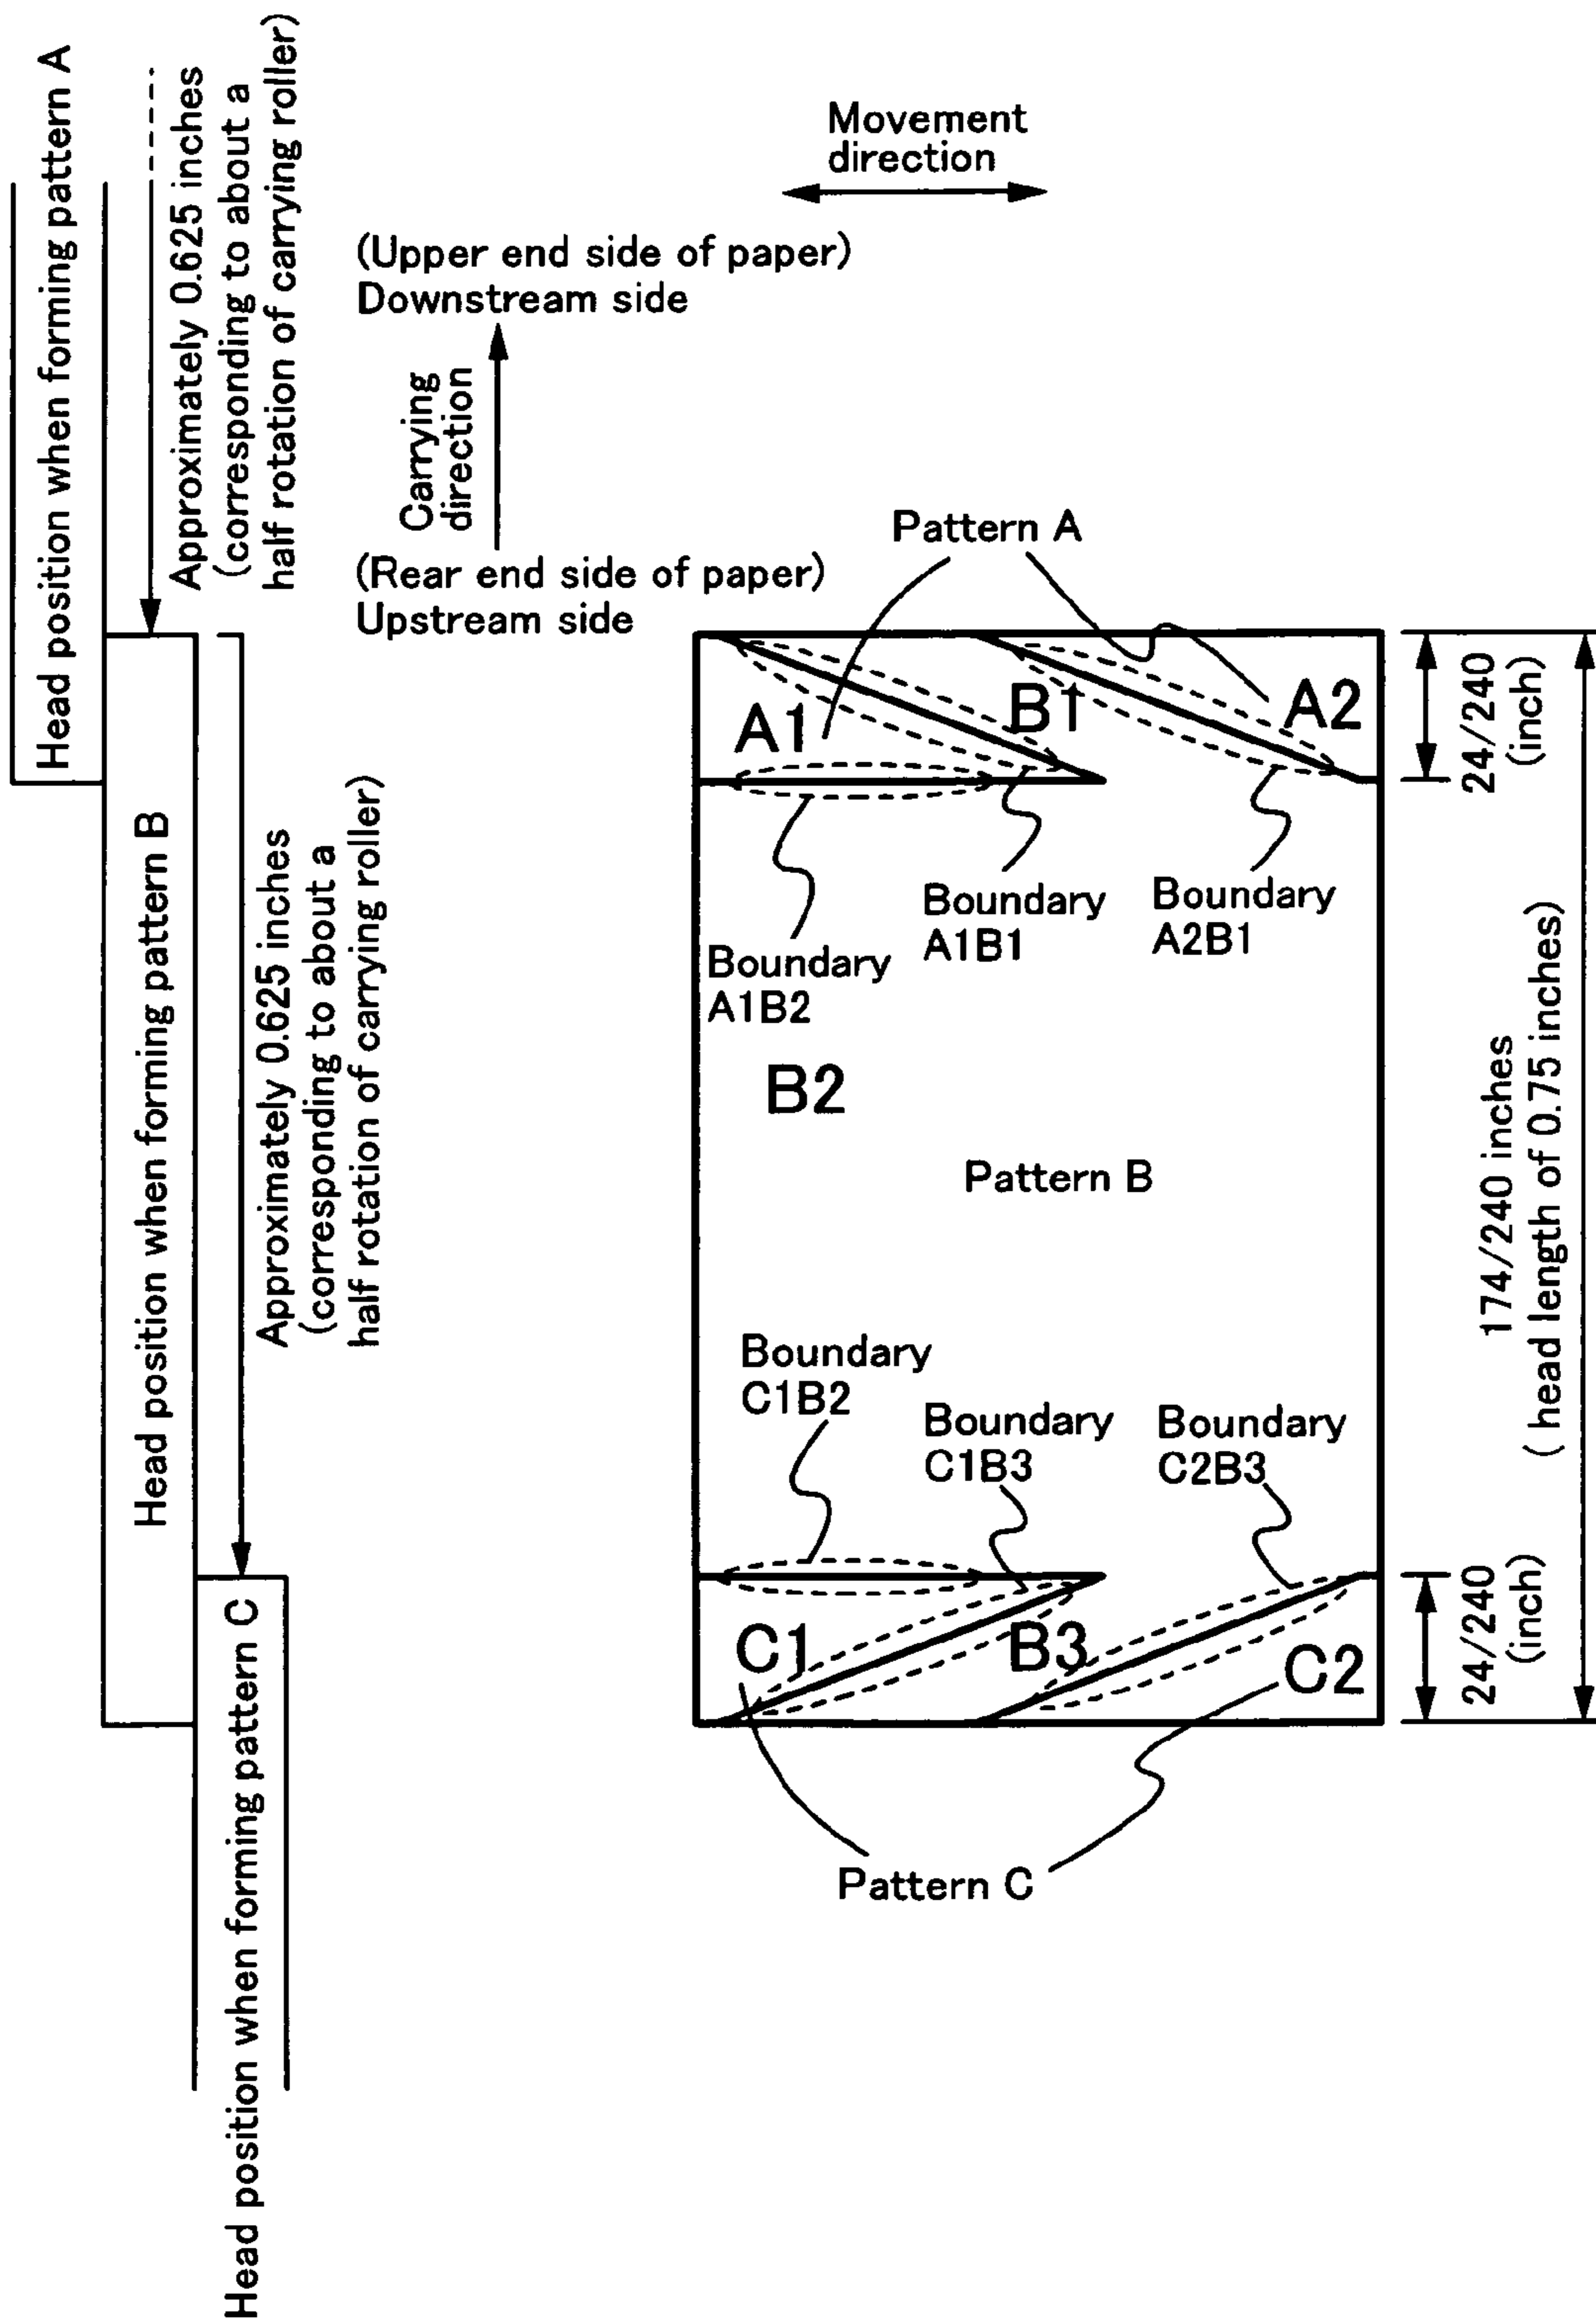 Head position when forming pattern A
Approximately 0.625 inches
(corresponding to about a
half rotation of carrying roller)
Movement
direction
(Upper end side of paper)
Downstream side
Carrying
direction
(Rear end side of paper)
Upstream side
Pattern A
A1
B1
A2
24/240
(inch)
Head position when forming pattern B
Approximately 0.625 inches
(corresponding to about a
half rotation of carrying roller)
Boundary
A1B2
Boundary
A1B1
Boundary
A2B1
B2
Pattern B
174/240 inches
( head length of 0.75 inches)
Boundary
C1B2
Boundary
C1B3
Boundary
C2B3
C1
B3
C2
24/240
(inch)
Head position when forming pattern C
Pattern C